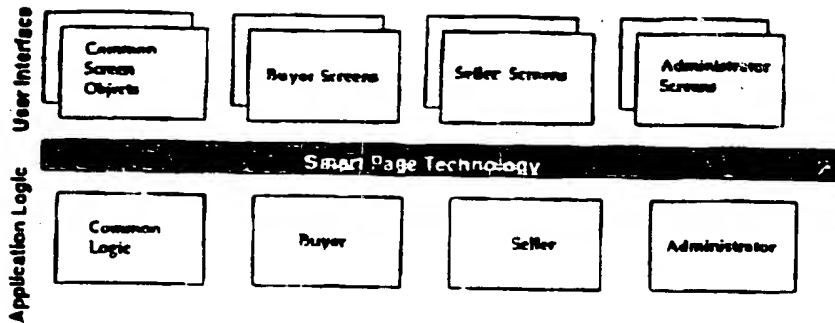 User Interface
Common
Screen
Objects
Buyer Screens
Seller Screens
Administrator
Screens
Smart Page Technology
Application Logic
Common
Logic
Buyer
Seller
Administrator